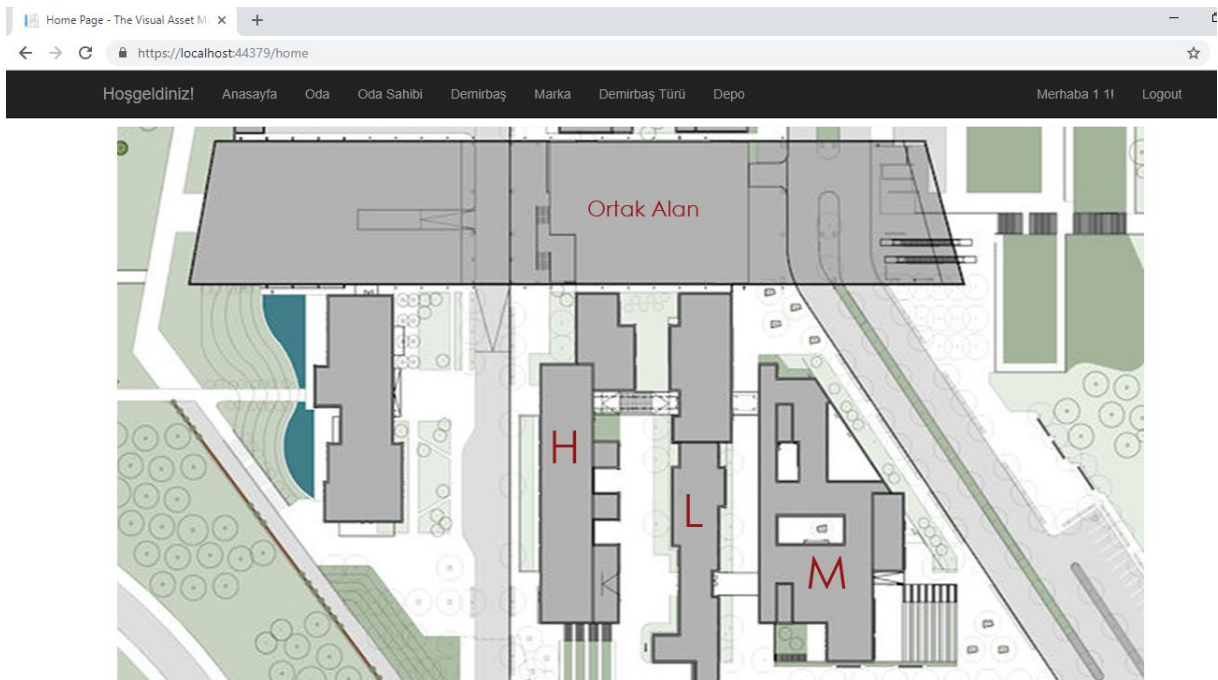 Home Page - The Visual Asset M
https://localhost:44379/home
Hoşgeldiniz! Anasayfa Oda Oda Sahibi Demirbaş Marka Demirbaş Türü Depo Merhaba 1 1! Logout
Ortak Alan
H
L
M